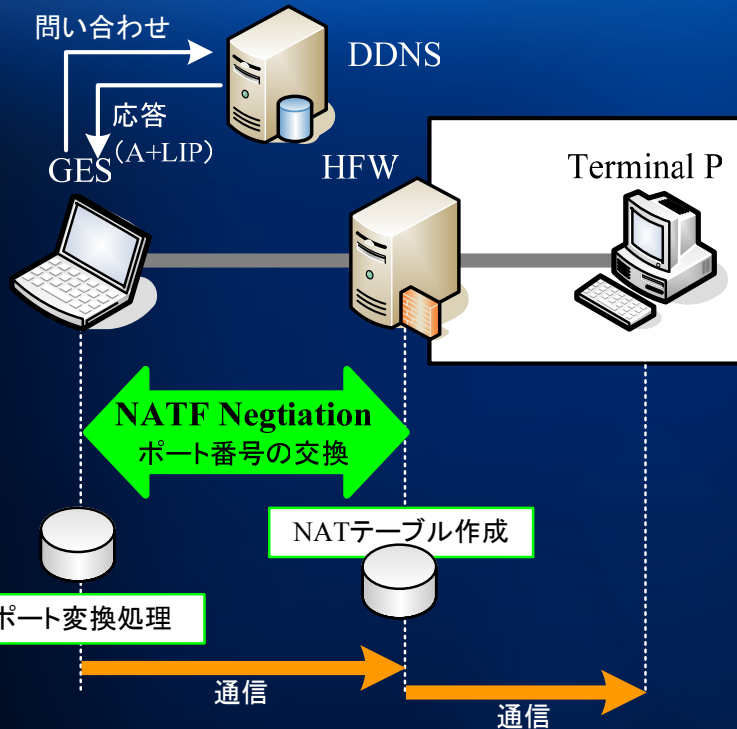 問い合わせ
DDNS
応答
(A+LIP)
GES
HFW
Terminal P
NATF Negtiation
ポート番号の交換
NATテーブル作成
ポート変換処理
通信
通信